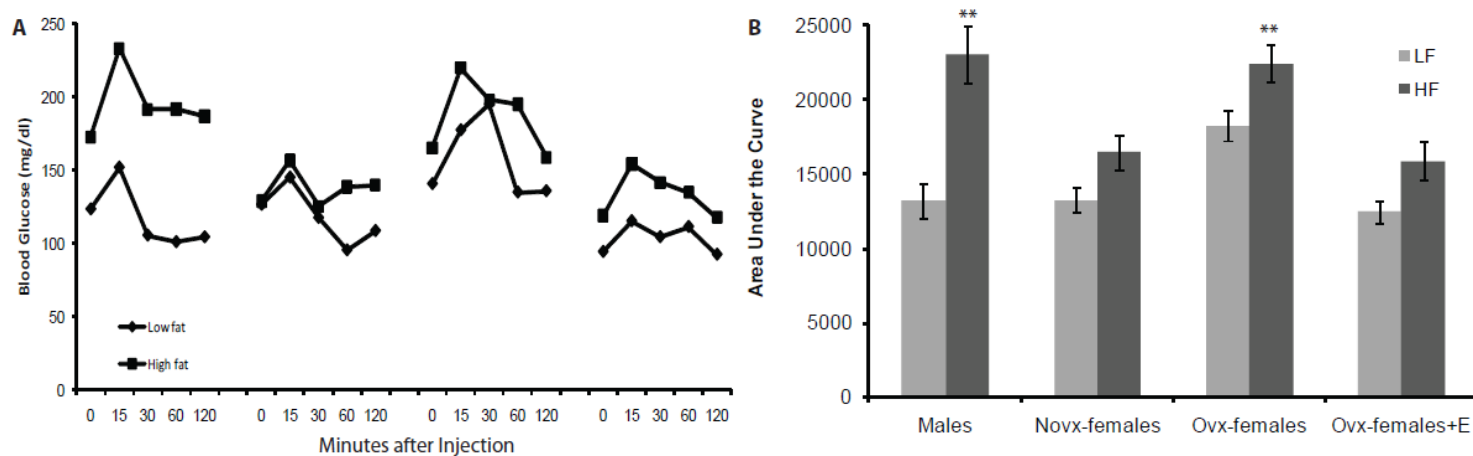 A
Blood Glucose (mg/dl)
250
200
150
100
50
0
Low fat
High fat
0 15 30 60 120 0 15 30 60 120 0 15 30 60 120 0 15 30 60 120
Minutes after Injection
B
Area Under the Curve
25000
20000
15000
10000
5000
0
**
**
LF
HF
Males Novx-females Ovx-females Ovx-females+E